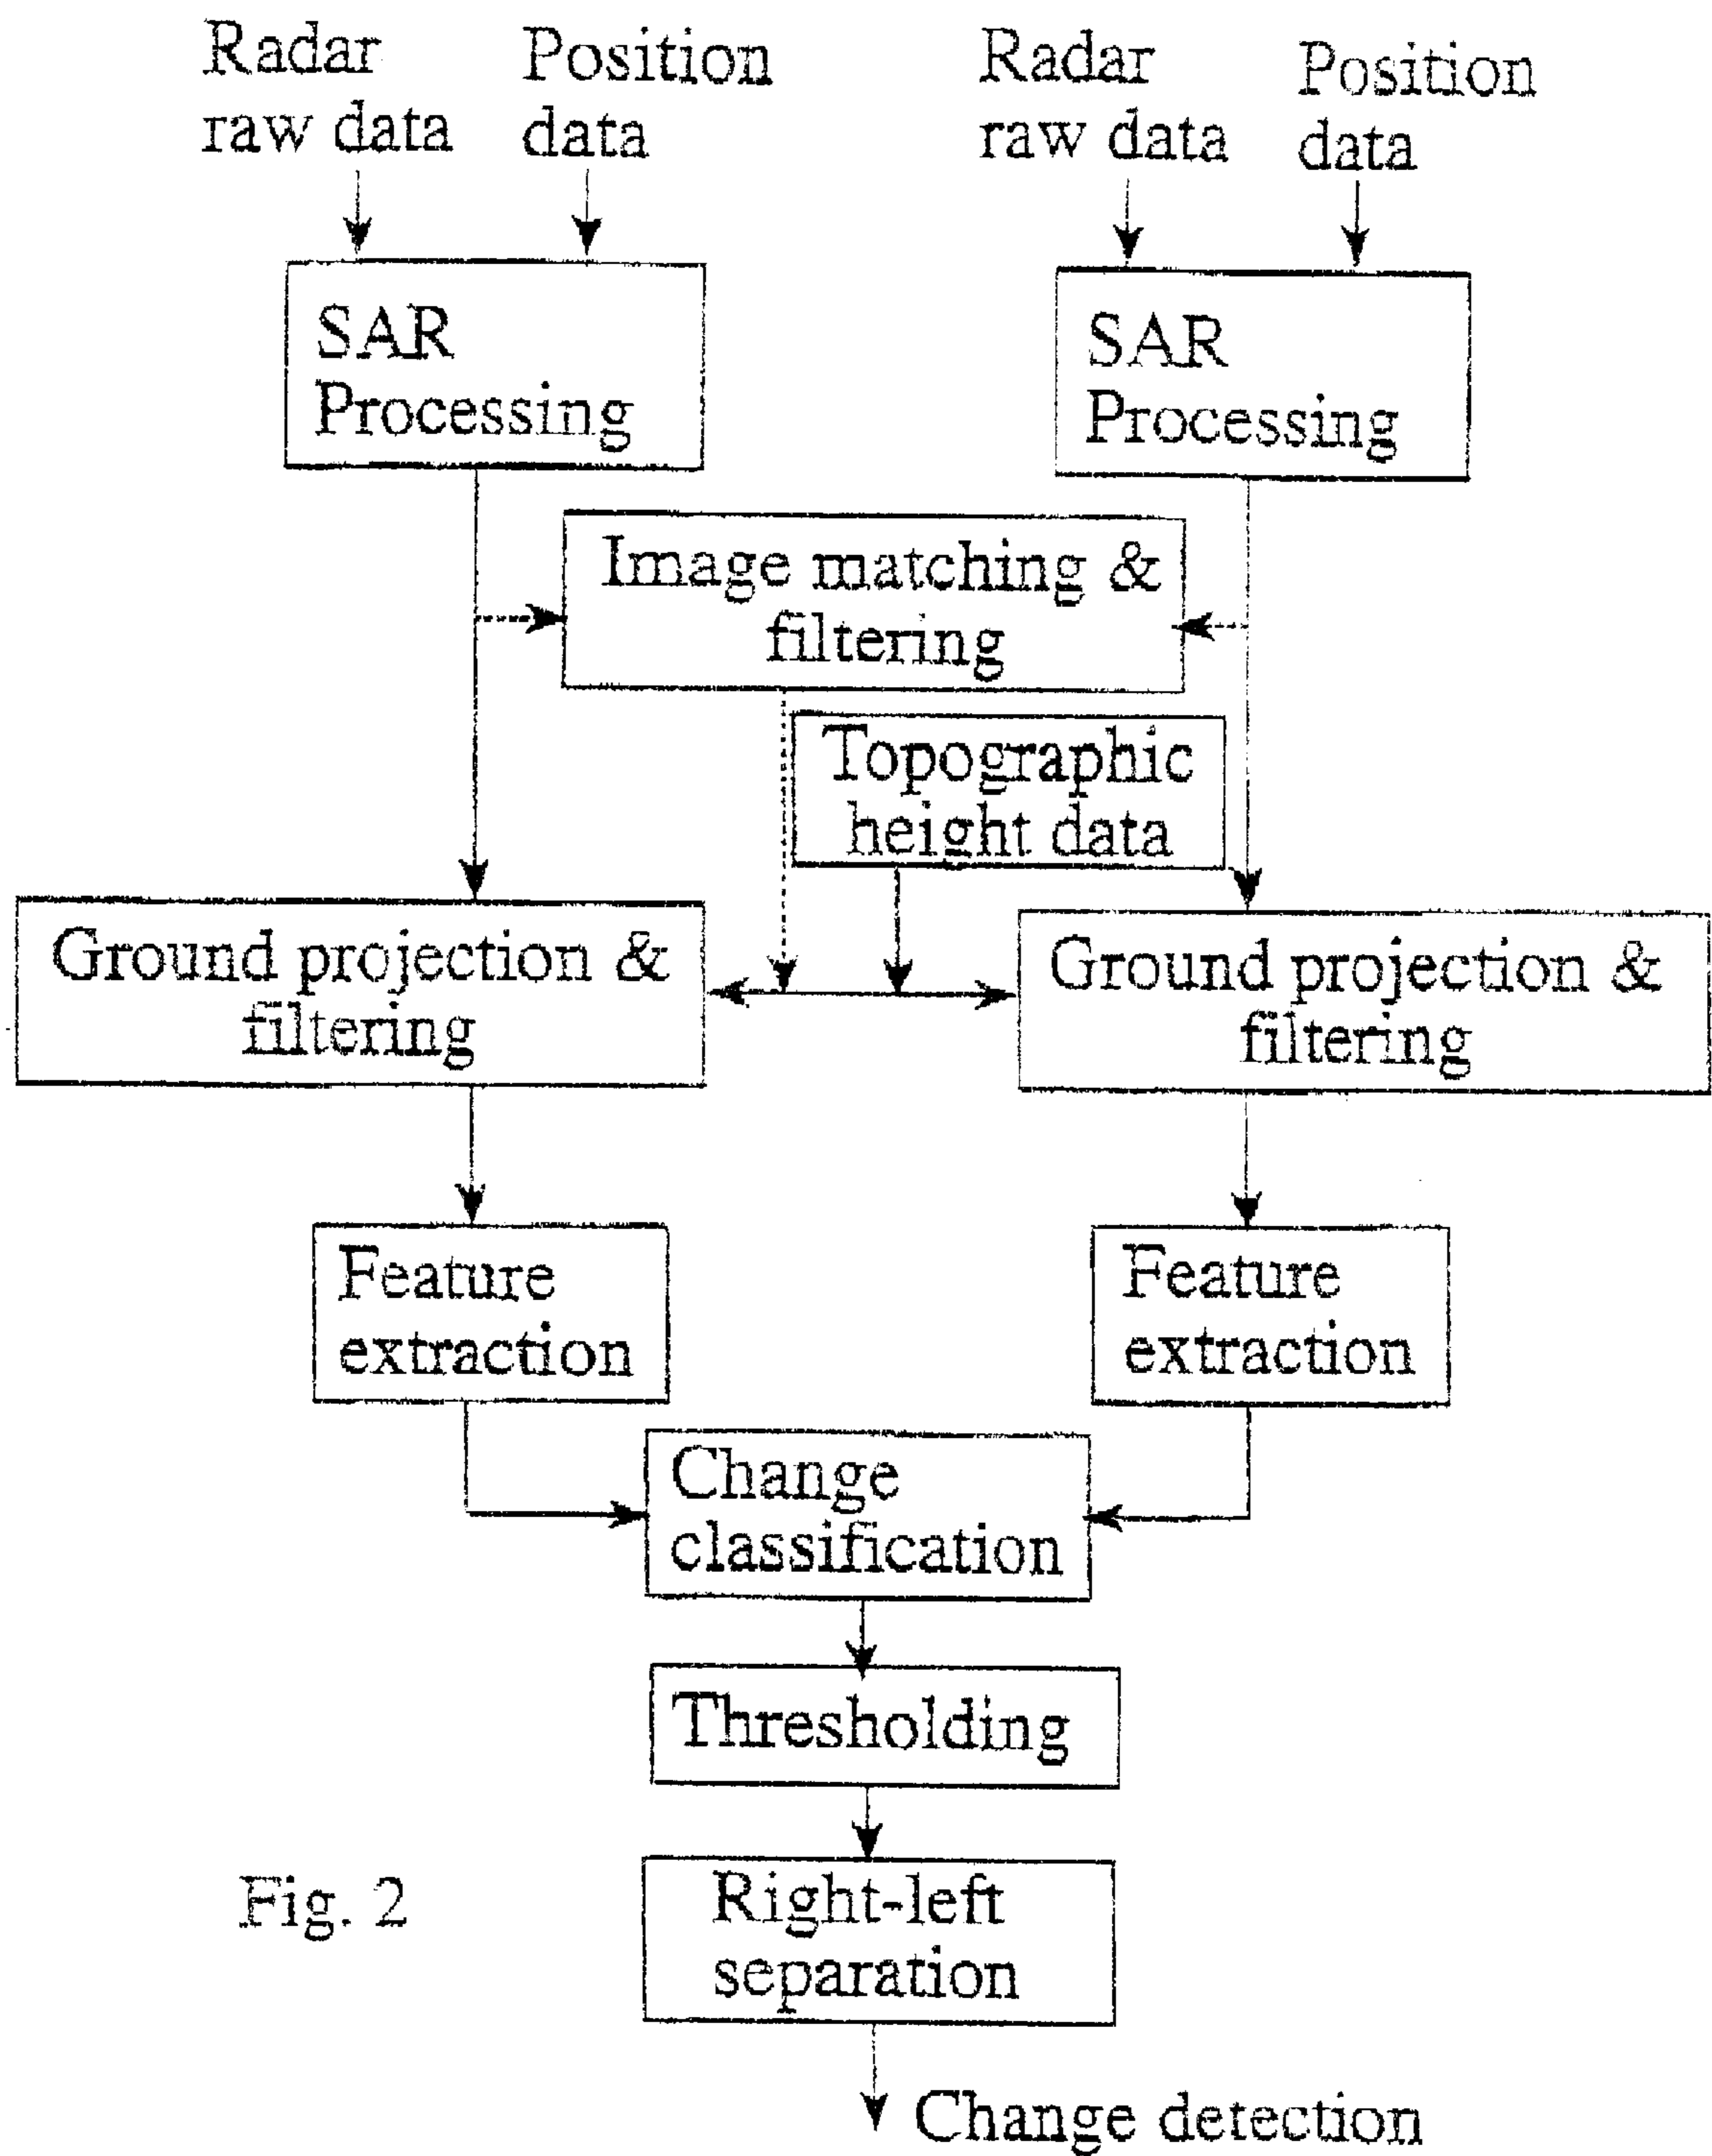 Radar
raw data
Position
data
Radar
raw data
Position
data
SAR
Processing
SAR
Processing
Image matching &
filtering
Topographic
height data
Ground projection &
filtering
Ground projection &
filtering
Feature
extraction
Feature
extraction
Change
classification
Thresholding
Right-left
separation
Fig. 2
Change detection